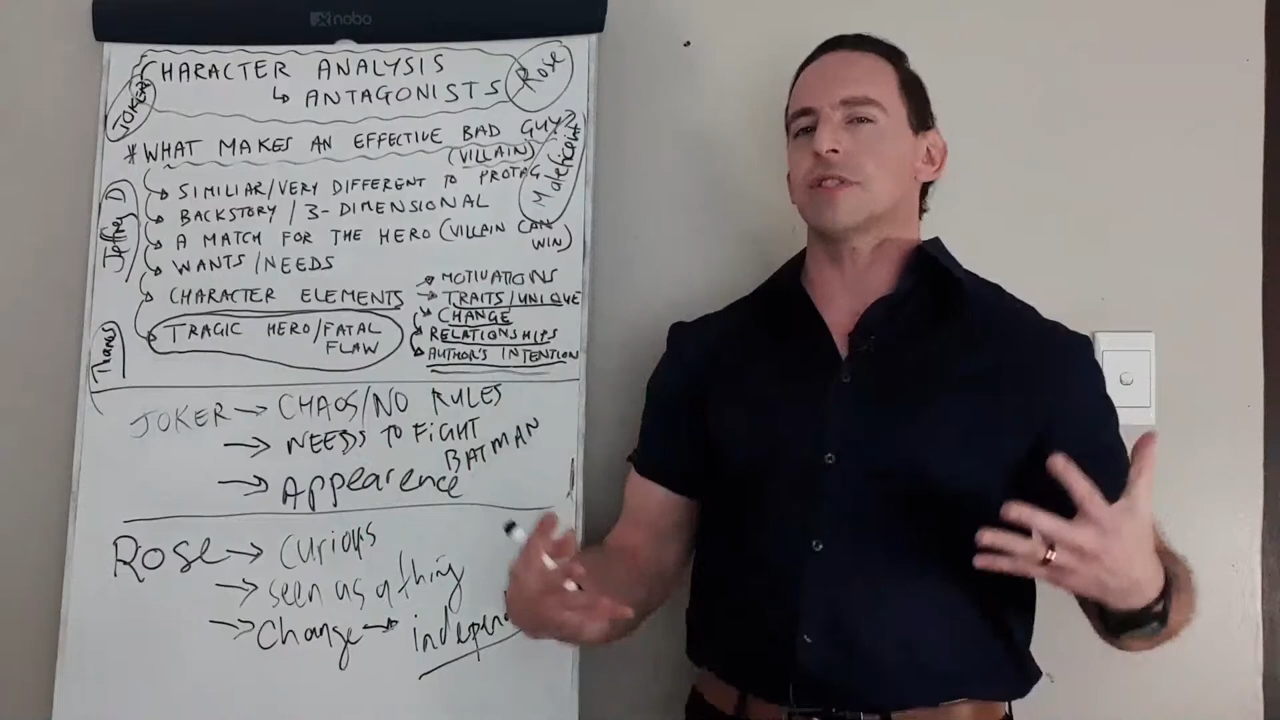 nobo
CHARACTER ANALYSIS
↳ ANTAGONISTS
Rose
JOKER
* WHAT MAKES AN EFFECTIVE BAD GUY
(VILLAIN)
Maleficent
SIMILIAR/VERY DIFFERENT TO PROTAG
BACKSTORY / 3-DIMENSIONAL
A MATCH FOR THE HERO (VILLAIN CAN
WIN)
WANTS/NEEDS
Jeffrey D
CHARACTER ELEMENTS
→ MOTIVATIONS
→ TRAITS/UNIQUE
CHANGE
RELATIONSHIPS
AUTHOR'S INTENTION
TRAGIC HERO/FATAL
FLAW
Thanos
JOKER → CHAOS/NO RULES
→ NEEDS TO FIGHT
BATMAN
→ Appearence
Rose → curious
→ seen as a thing
→ Change → independ